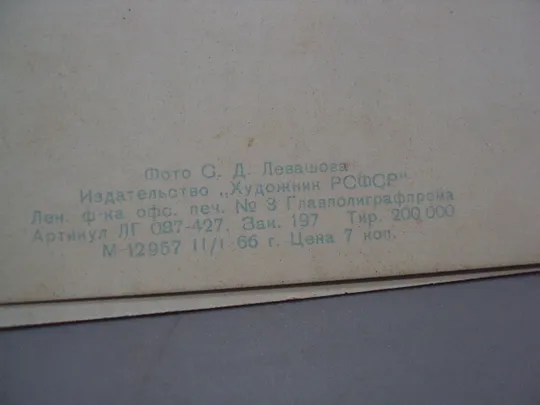 Фото С. Д. Левашова
Издательство „Художник РСФСР"
Лен. ф-ка офс. печ. № 3 Главполиграфпрома
Артикул ЛГ 097-427. Зак. 197 Тир. 200 000
М-12957 11/I 66 г. Цена 7 коп.